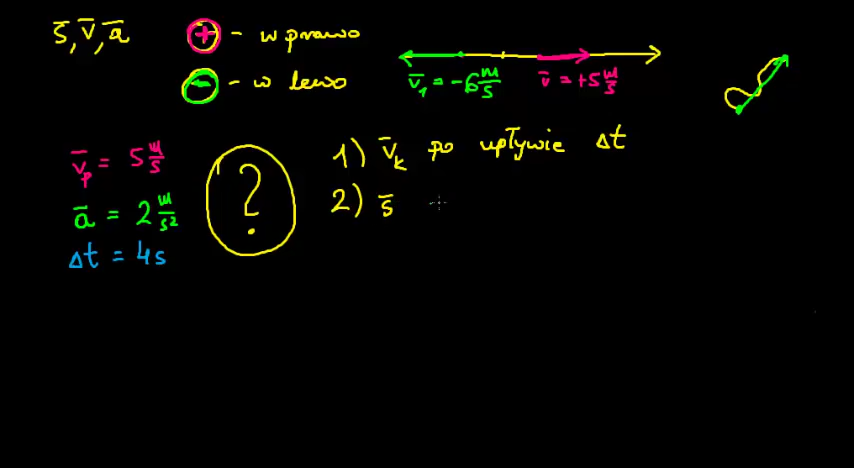 s̄, v̄, ā
+ - w prawo
- - w lewo
v̄₁ = -6 m/s
v̄ = +5 m/s
v̄ₚ = 5 m/s
ā = 2 m/s²
Δt = 4s
?
1) v̄ₖ po upływie Δt
2) s̄